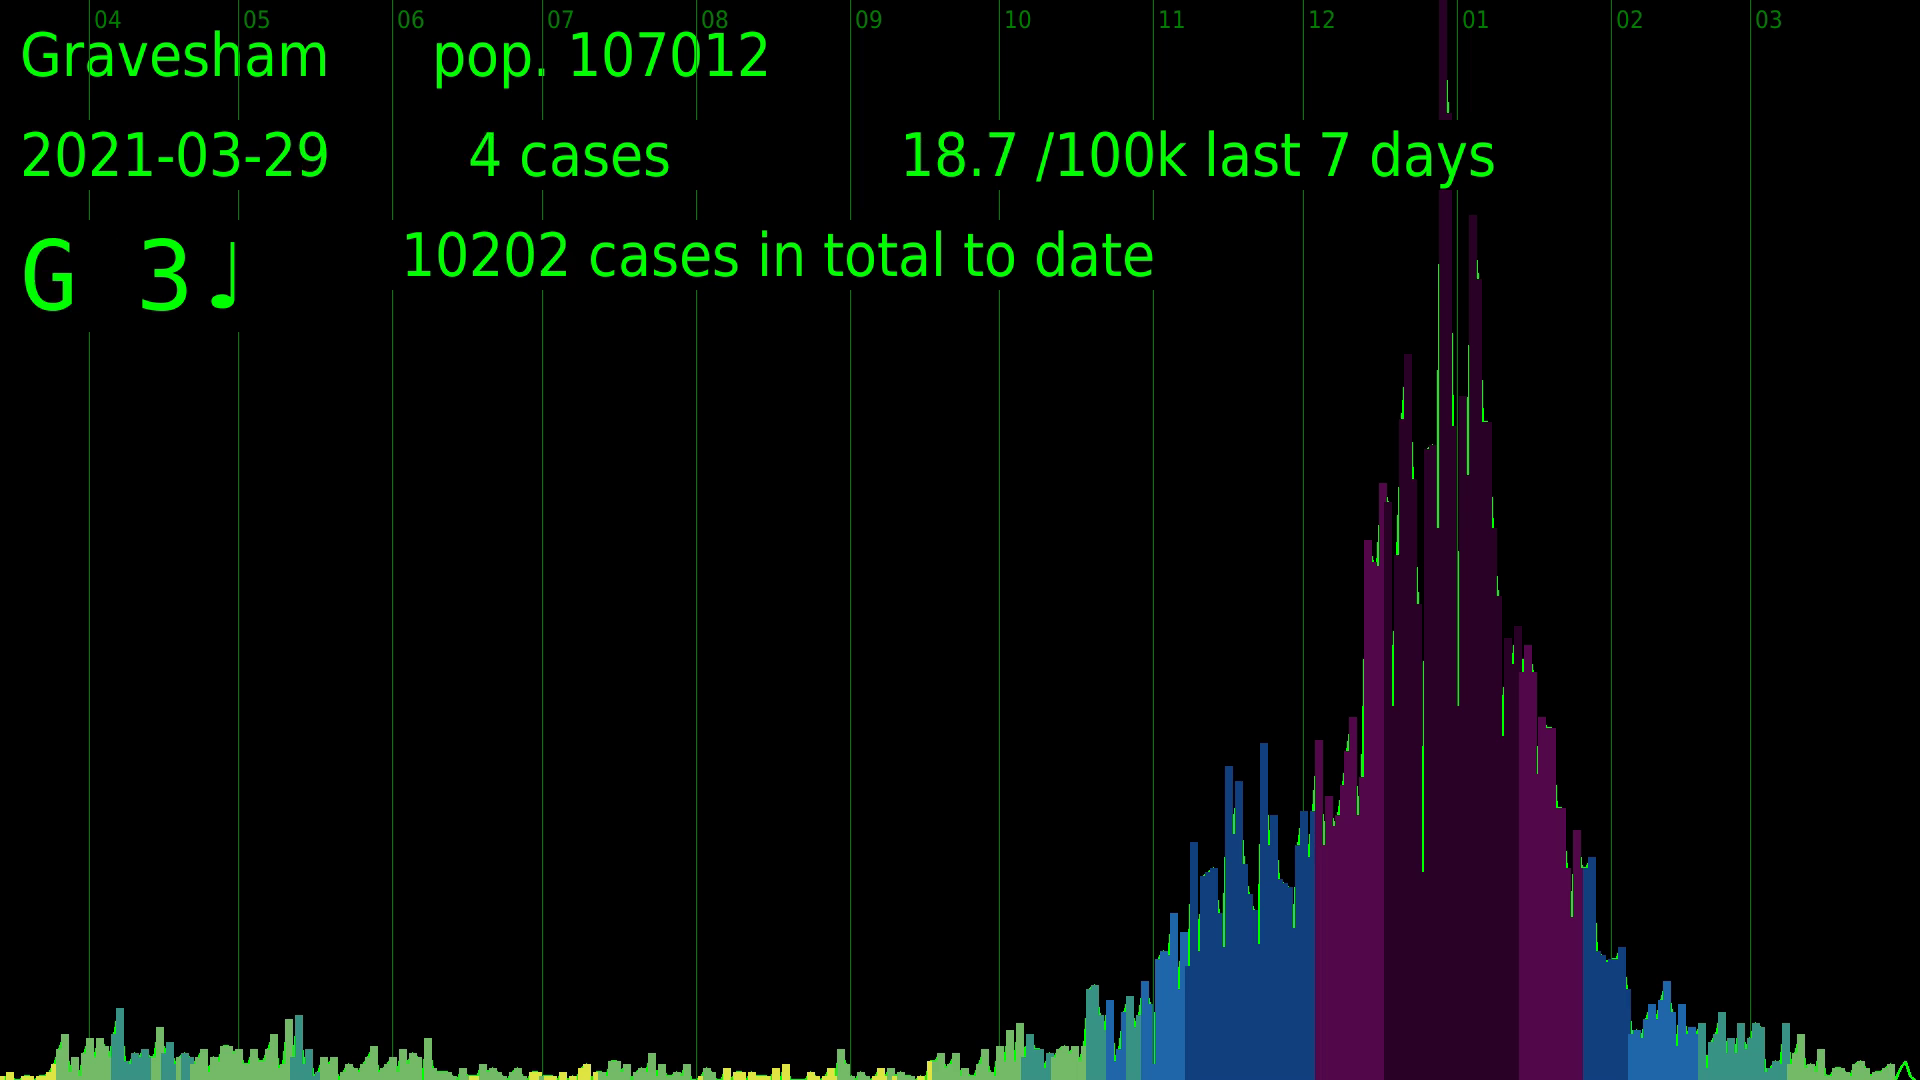 04 05 06 07 08 09 10 11 12 01 02 03
Gravesham pop. 107012
2021-03-29 4 cases 18.7 /100k last 7 days
G 3♩ 10202 cases in total to date